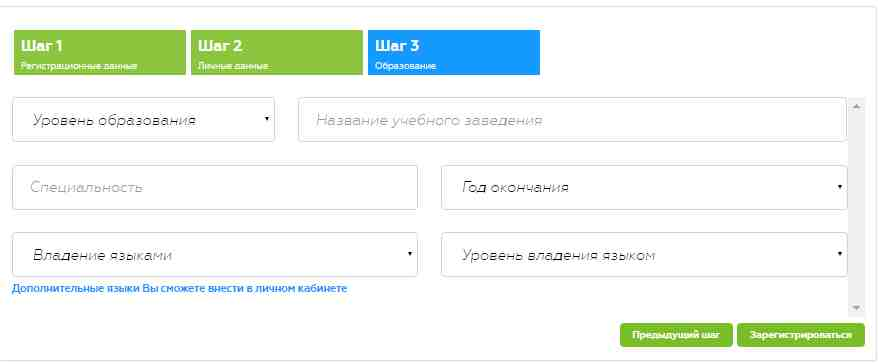 Шаг 1
Регистрационные данные
Шаг 2
Личные данные
Шаг 3
Образование
Уровень образования
Название учебного заведения
Специальность
Год окончания
Владение языками
Уровень владения языком
Дополнительные языки Вы сможете внести в личном кабинете
Предыдущий шаг
Зарегистрироваться